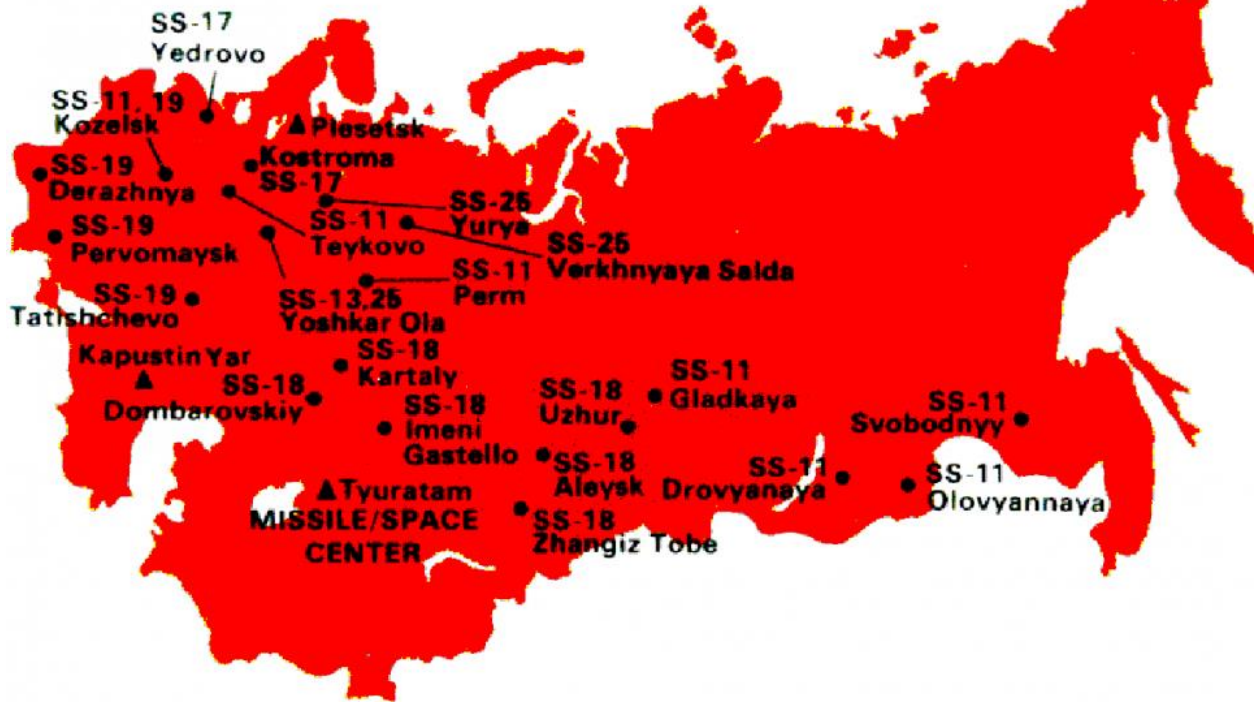 SS-17
Yedrovo
SS-11, 19
Kozelsk
Plesetsk
Kostroma
SS-17
SS-19
Derazhnya
SS-25
Yurya
SS-11
Teykovo
SS-19
Pervomaysk
SS-25
Verkhnyaya Salda
SS-11
Perm
SS-19
Tatishchevo
SS-13,25
Yoshkar Ola
Kapustin Yar
SS-18
Kartaly
SS-18
Dombarovskiy
SS-18
Imeni
Gastello
SS-18
Uzhur
SS-11
Gladkaya
SS-11
Svobodnyy
SS-18
Aleysk
SS-11
Drovyanaya
SS-11
Olovyannaya
Tyuratam
MISSILE/SPACE
CENTER
SS-18
Zhangiz Tobe